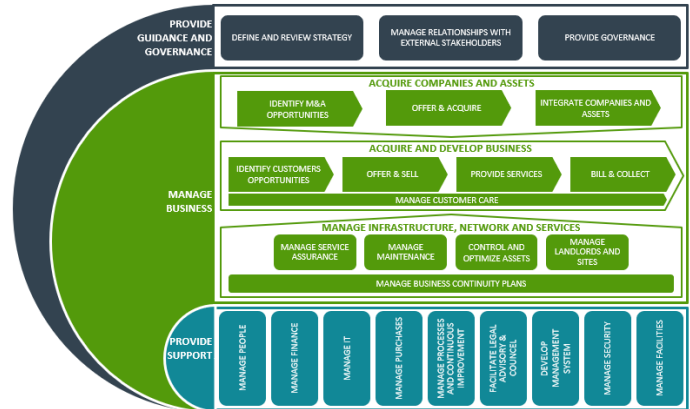 PROVIDE
GUIDANCE AND
GOVERNANCE
DEFINE AND REVIEW STRATEGY
MANAGE RELATIONSHIPS WITH
EXTERNAL STAKEHOLDERS
PROVIDE GOVERNANCE
MANAGE
BUSINESS
ACQUIRE COMPANIES AND ASSETS
IDENTIFY M&A
OPPORTUNITIES
OFFER & ACQUIRE
INTEGRATE COMPANIES AND
ASSETS
ACQUIRE AND DEVELOP BUSINESS
IDENTIFY CUSTOMERS
OPPORTUNITIES
OFFER & SELL
PROVIDE SERVICES
BILL & COLLECT
MANAGE CUSTOMER CARE
MANAGE INFRASTRUCTURE, NETWORK AND SERVICES
MANAGE SERVICE
ASSURANCE
MANAGE
MAINTENANCE
CONTROL AND
OPTIMIZE ASSETS
MANAGE
LANDLORDS AND
SITES
MANAGE BUSINESS CONTINUITY PLANS
PROVIDE
SUPPORT
MANAGE PEOPLE
MANAGE FINANCE
MANAGE IT
MANAGE PURCHASES
MANAGE PROCESSES
AND CONTINUOUS
IMPROVEMENT
FACILITATE LEGAL
ADVISORY &
COUNCEL
DEVELOP
MANAGEMENT
SYSTEM
MANAGE SECURITY
MANAGE FACILITIES